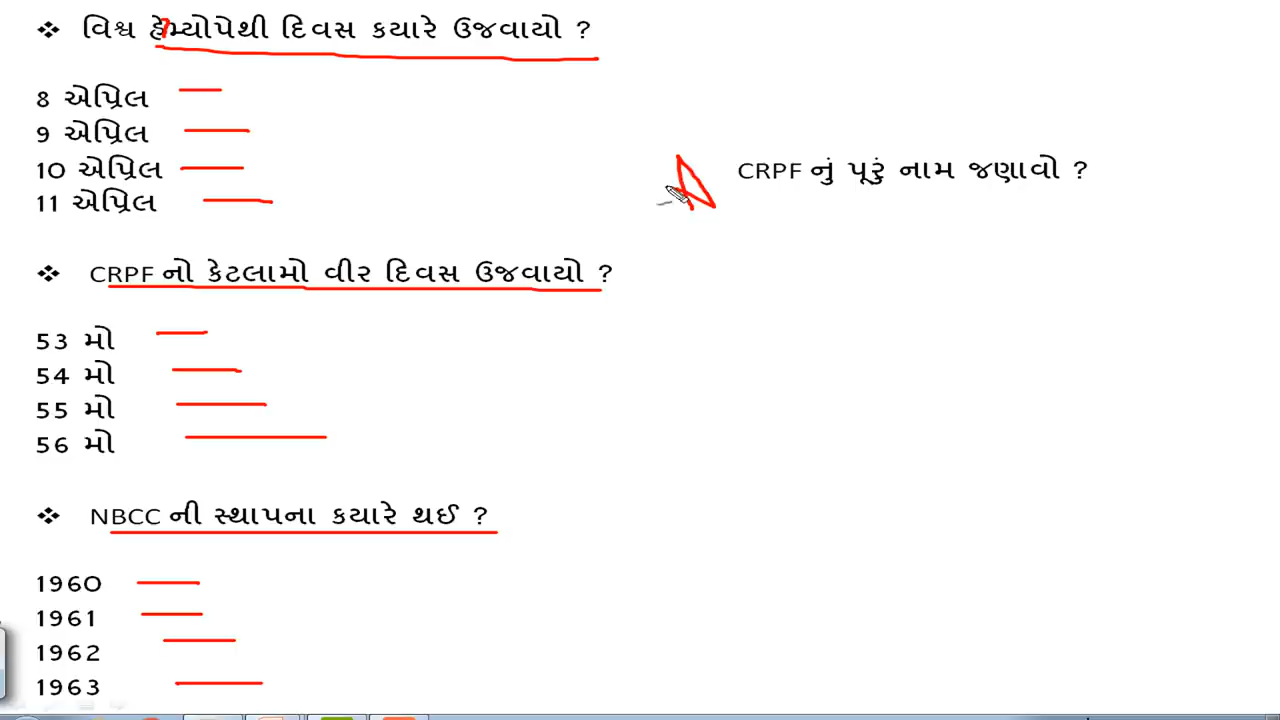 ❖ વિશ્વ હેમ્યોપેથી દિવસ કયારે ઉજવાયો ?
8 એપ્રિલ
9 એપ્રિલ
10 એપ્રિલ
11 એપ્રિલ
❖ CRPF નો કેટલામો વીર દિવસ ઉજવાયો ?
53 મો
54 મો
55 મો
56 મો
❖ NBCC ની સ્થાપના કયારે થઈ ?
1960
1961
1962
1963
CRPF નું પૂરું નામ જણાવો ?